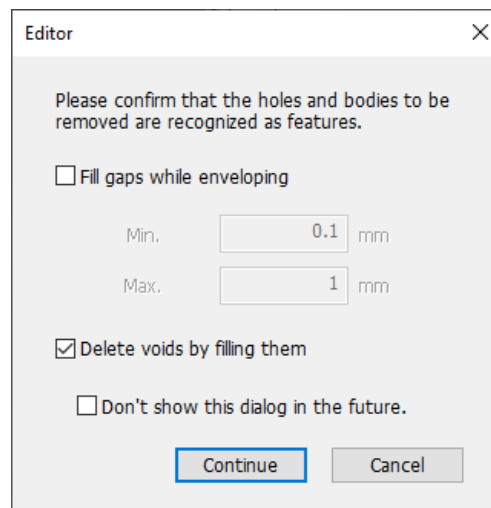 Editor
Please confirm that the holes and bodies to be
removed are recognized as features.
Fill gaps while enveloping
Min. 0.1 mm
Max. 1 mm
Delete voids by filling them
Don't show this dialog in the future.
Continue Cancel